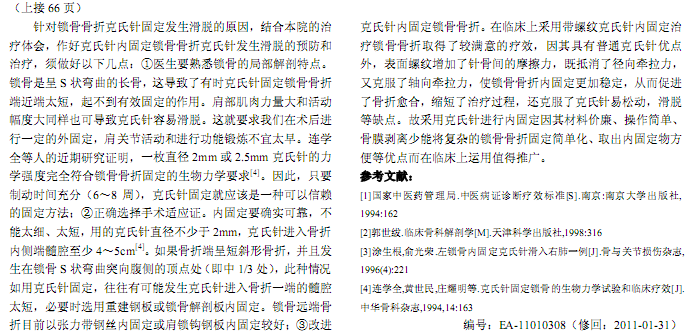 （上接 66 页）
针对锁骨骨折克氏针固定发生滑脱的原因，结合本院的治
疗体会，作好克氏针内固定锁骨骨折克氏针发生滑脱的预防和
治疗，须做好以下几点：①医生要熟悉锁骨的局部解剖特点。
锁骨是呈 S 状弯曲的长骨，这导致了有时克氏针固定锁骨骨折
端近端太短，起不到有效固定的作用。肩部肌肉力量大和活动
幅度大同样也可导致克氏针容易滑脱。这就要求我们在术后进
行一定的外固定，肩关节活动和进行功能锻炼不宜太早。连学
全等人的近期研究证明，一枚直径 2mm 或 2.5mm 克氏针的力
学强度完全符合锁骨骨折固定的生物力学要求[4]。因此，只要
制动时间充分（6～8 周），克氏针固定就应该是一种可以信赖
的固定方法；②正确选择手术适应证。内固定要确实可靠，不
能太细、太短，用的克氏针直径不少于 2mm，克氏针进入骨折
内侧端髓腔至少 4～5cm[4]。如果骨折端呈短斜形骨折，并且发
生在锁骨 S 状弯曲突向腹侧的顶点处（即中 1/3 处），此种情况
如用克氏针固定，往往有可能发生克氏针进入骨折一端的髓腔
太短，必要时选用重建钢板或锁骨解剖板内固定。锁骨远端骨
折目前以张力带钢丝内固定或肩锁钩钢板内固定较好；③改进
克氏针内固定锁骨骨折。在临床上采用带螺纹克氏针内固定治
疗锁骨骨折取得了较满意的疗效，因其具有普通克氏针优点
外，表面螺纹增加了针骨间的摩擦力，既抵消了径向牵拉力，
又克服了轴向牵拉力，使锁骨骨折内固定更加稳定，从而促进
了骨折愈合，缩短了治疗过程，还克服了克氏针易松动，滑脱
等缺点。故采用克氏针进行内固定因其材料价廉、操作简单、
骨膜剥离少能将复杂的锁骨骨折固定简单化、取出内固定物方
便等优点而在临床上运用值得推广。
参考文献：
[1]国家中医药管理局.中医病证诊断疗效标准[S].南京:南京大学出版社,
1994:162
[2]郭世绂.临床骨科解剖学[M].天津科学出版社,1998:316
[3]涂生根,俞光荣.左锁骨内固定克氏针滑入右肺一例[J].骨与关节损伤杂志,
1996(4):221
[4]连学全,黄世民,庄耀明等.克氏针固定锁骨的生物力学试验和临床疗效[J].
中华骨科杂志,1994,14:163
编号：EA-11010308（修回：2011-01-31）